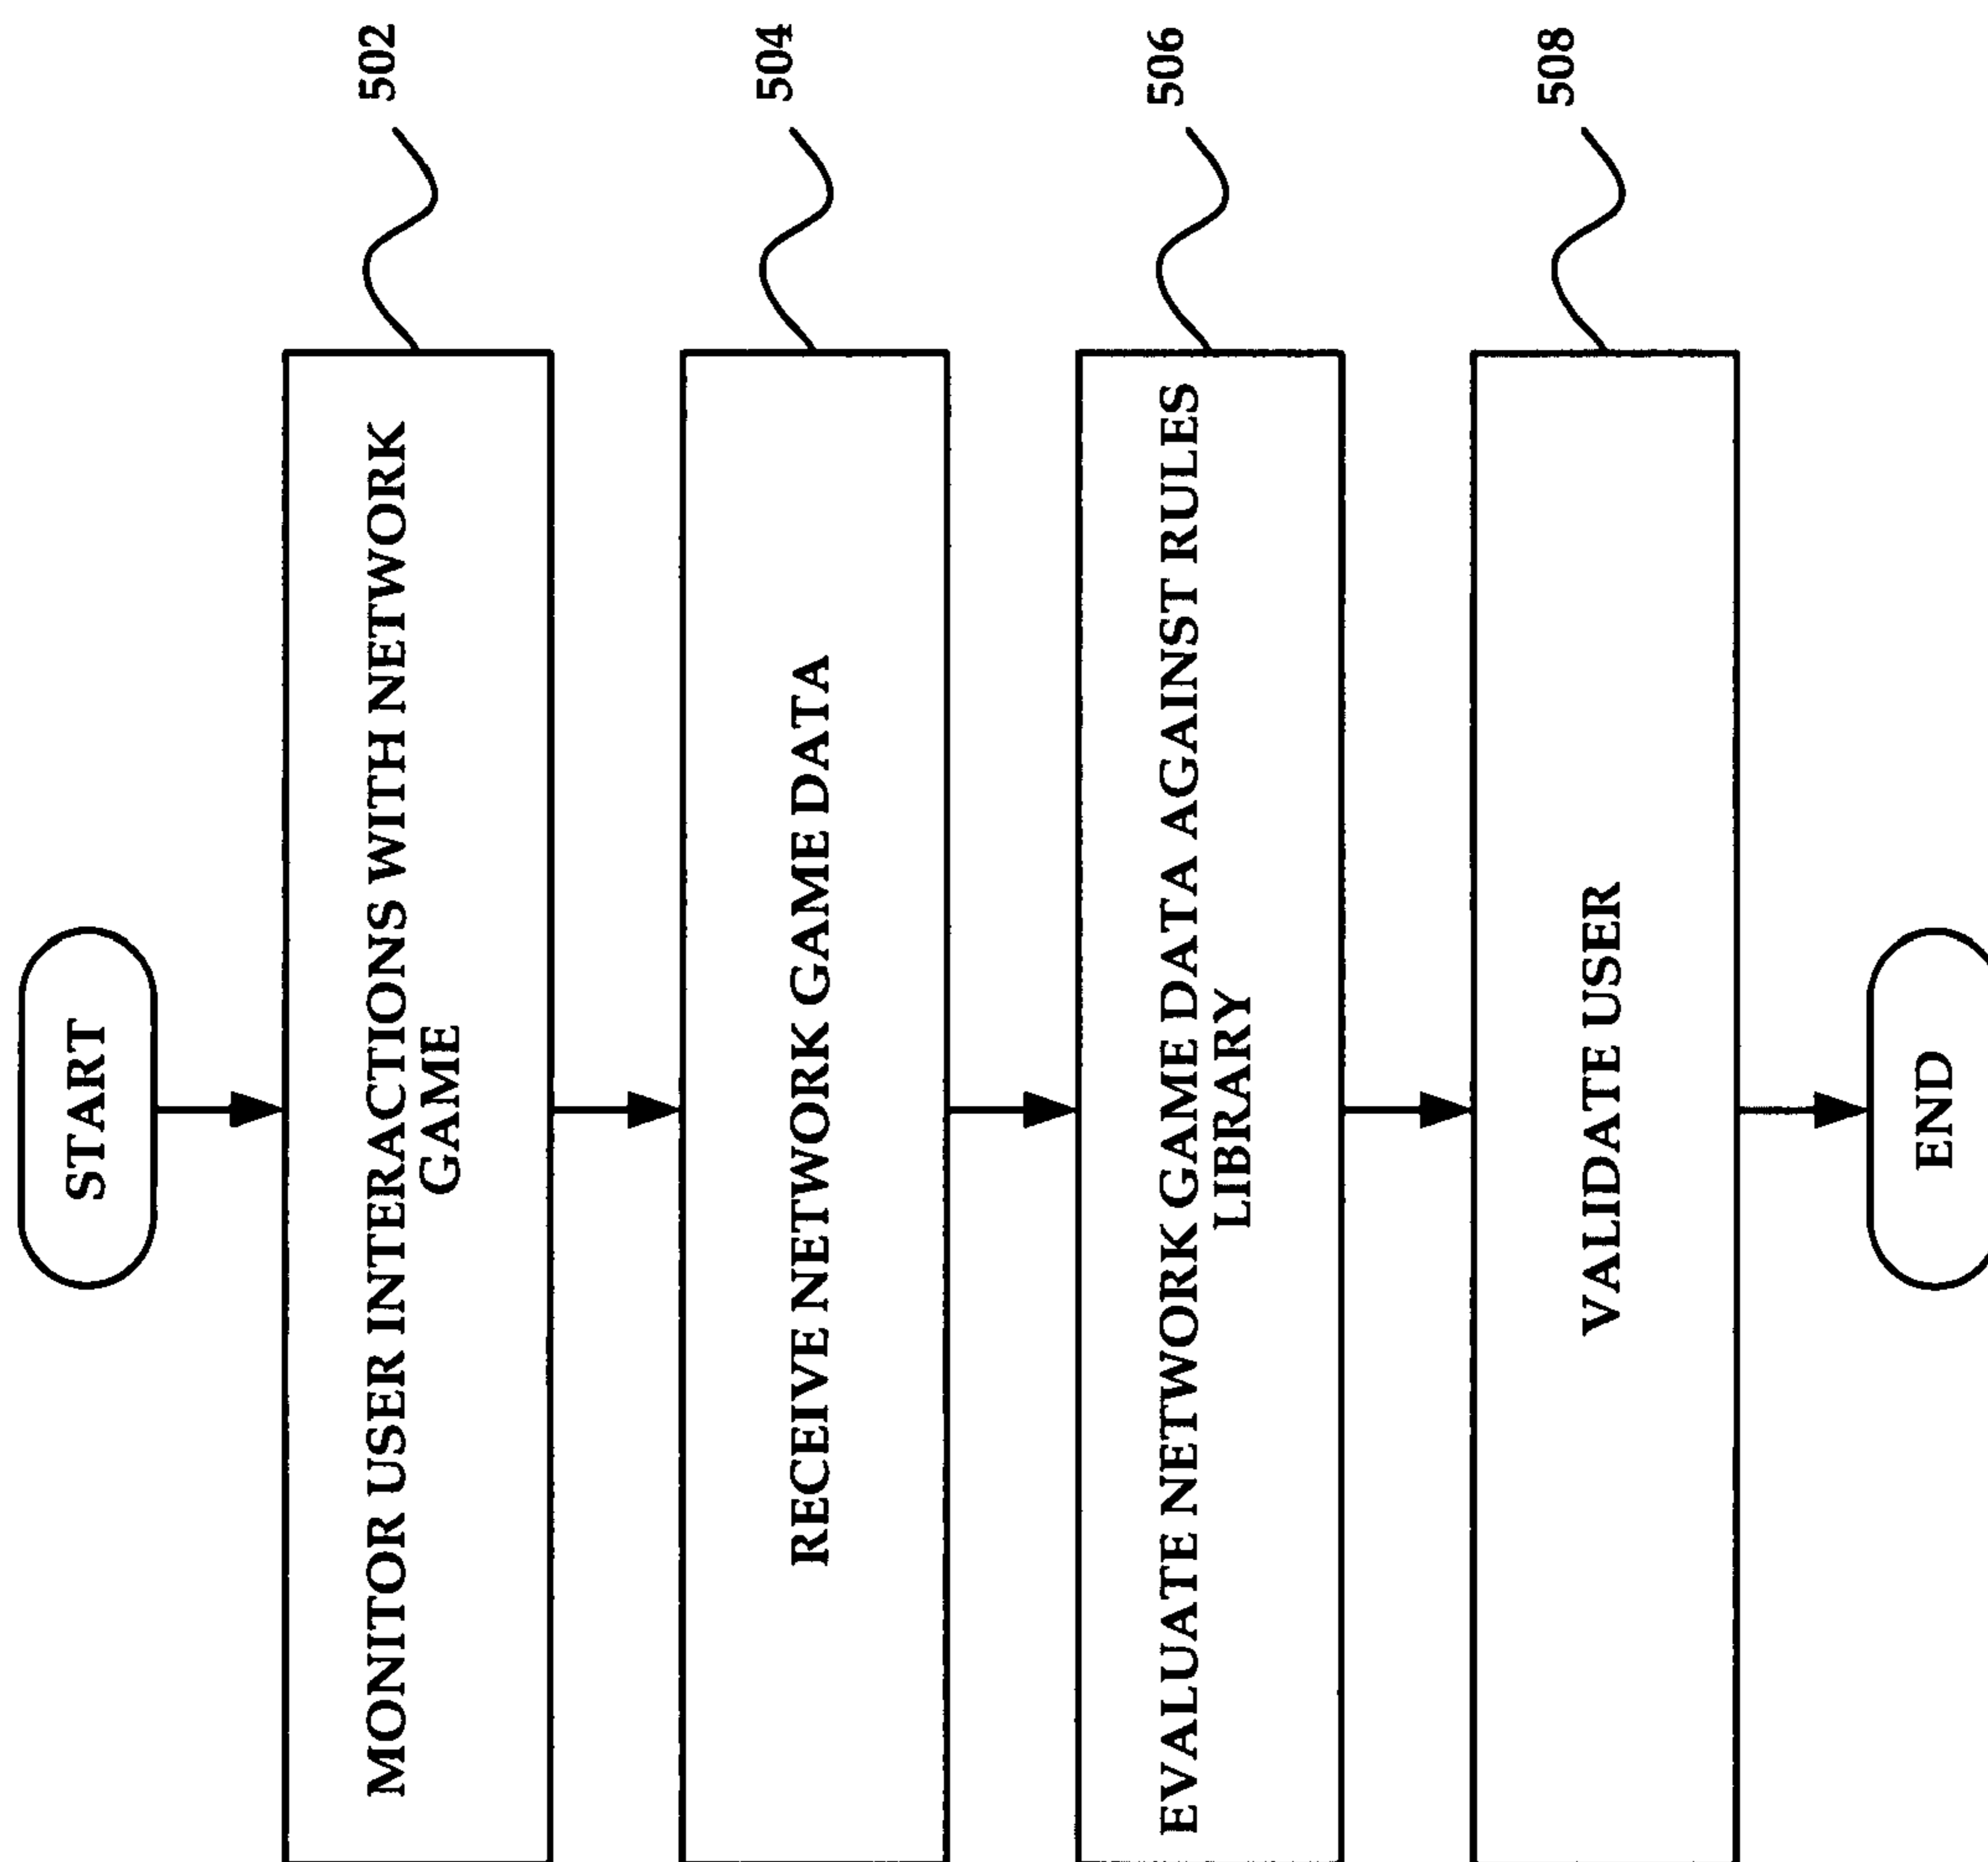 START
MONITOR USER INTERACTIONS WITH NETWORK
GAME
502
RECEIVE NETWORK GAME DATA
504
EVALUATE NETWORK GAME DATA AGAINST RULES
LIBRARY
506
VALIDATE USER
508
END